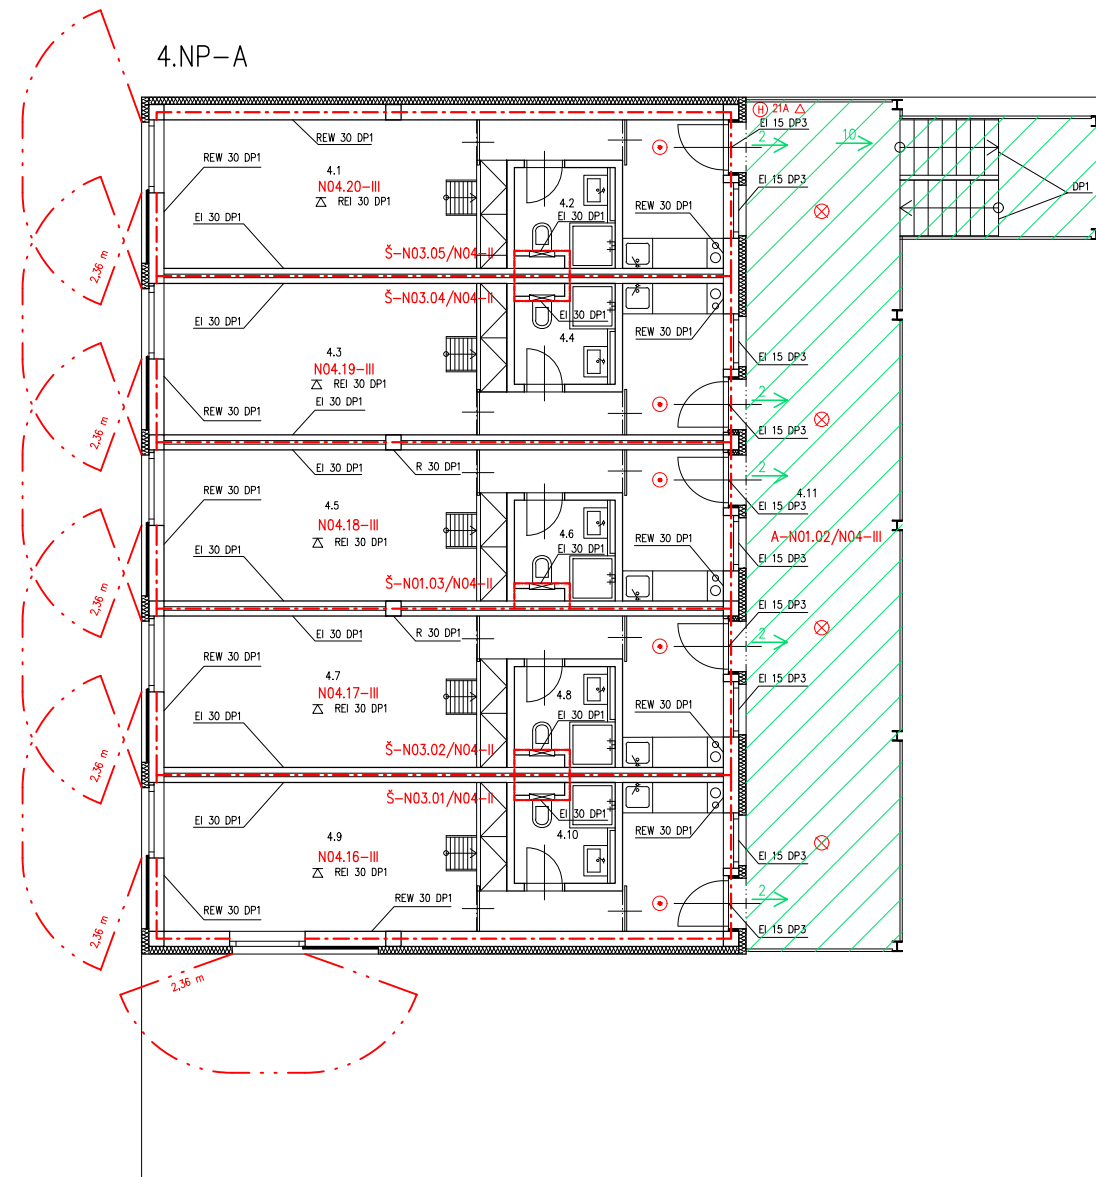 4.NP-A
H 21A
EI 15 DP3
2
10
REW 30 DP1
REW 30 DP1
4.1
N04.20-III
REI 30 DP1
EI 15 DP3
DP1
4.2
EI 30 DP1
REW 30 DP1
EI 30 DP1
Š-N03.05/N04-II
2,36 m
Š-N03.04/N04-II
EI 30 DP1
EI 30 DP1
REW 30 DP1
4.4
4.3
N04.19-III
REI 30 DP1
EI 15 DP3
2
EI 30 DP1
REW 30 DP1
2,36 m
EI 15 DP3
EI 30 DP1
R 30 DP1
2
REW 30 DP1
4.11
4.5
EI 15 DP3
N04.18-III
REI 30 DP1
4.6
EI 30 DP1
REW 30 DP1
A-N01.02/N04-III
EI 30 DP1
EI 15 DP3
Š-N01.03/N04-II
2,36 m
EI 15 DP3
EI 30 DP1
R 30 DP1
2
REW 30 DP1
4.7
N04.17-III
REI 30 DP1
EI 15 DP3
4.8
EI 30 DP1
REW 30 DP1
EI 30 DP1
Š-N03.02/N04-II
2,36 m
Š-N03.01/N04-II
EI 30 DP1
EI 30 DP1
REW 30 DP1
4.10
4.9
N04.16-III
REI 30 DP1
EI 15 DP3
2
REW 30 DP1
REW 30 DP1
2,36 m
EI 15 DP3
2,36 m